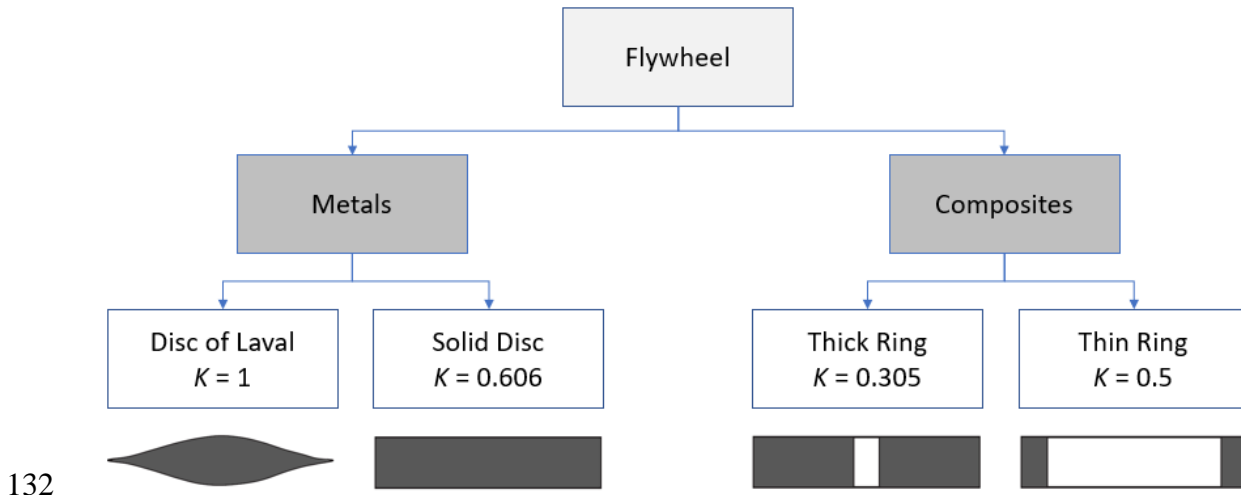 Flywheel
Metals
Composites
Disc of Laval
K = 1
Solid Disc
K = 0.606
Thick Ring
K = 0.305
Thin Ring
K = 0.5
132